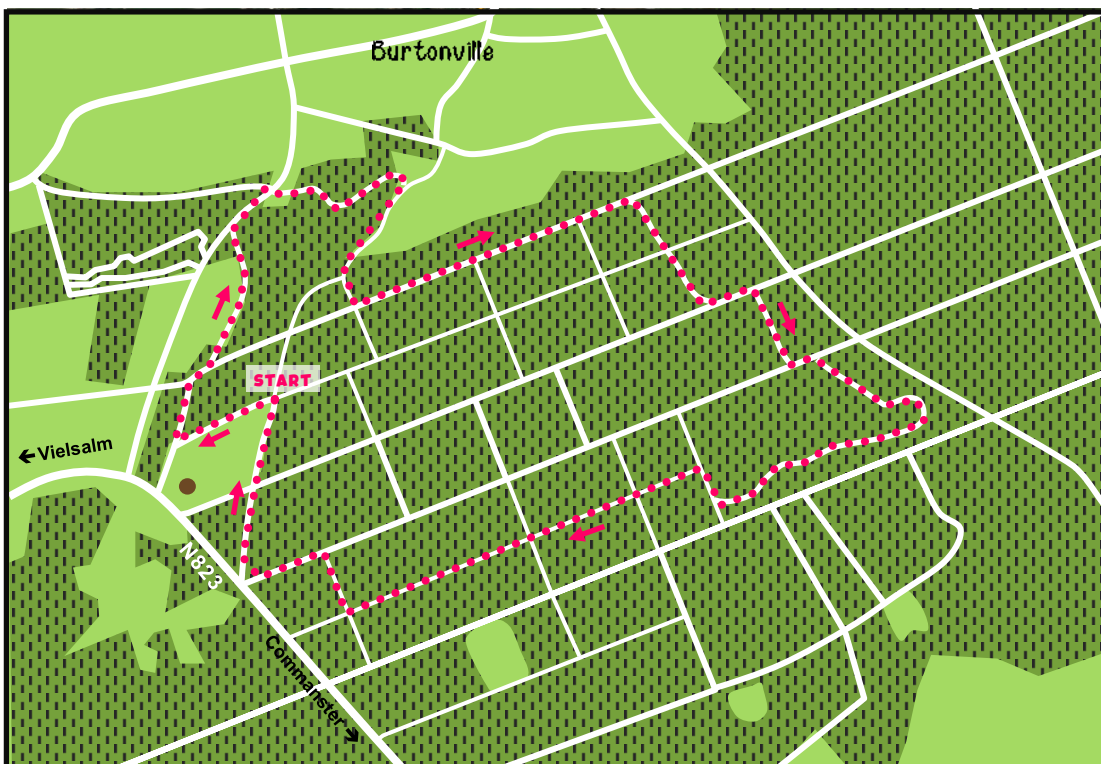 Burtonville
START
← Vielsalm
N823
Commanster →